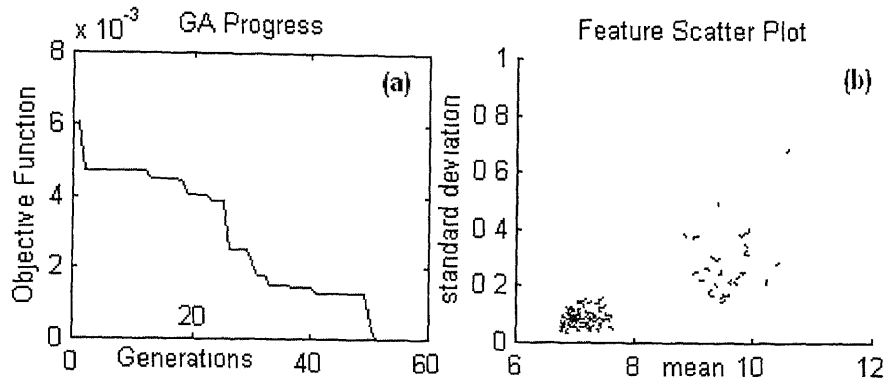 x 10⁻³ GA Progress
(a)
8
6
4
2
0
Objective Function
0 20 40 60
Generations
Feature Scatter Plot
(b)
1
0 8
0 6
0 4
0 2
0
standard deviation
6 8 10 12
mean